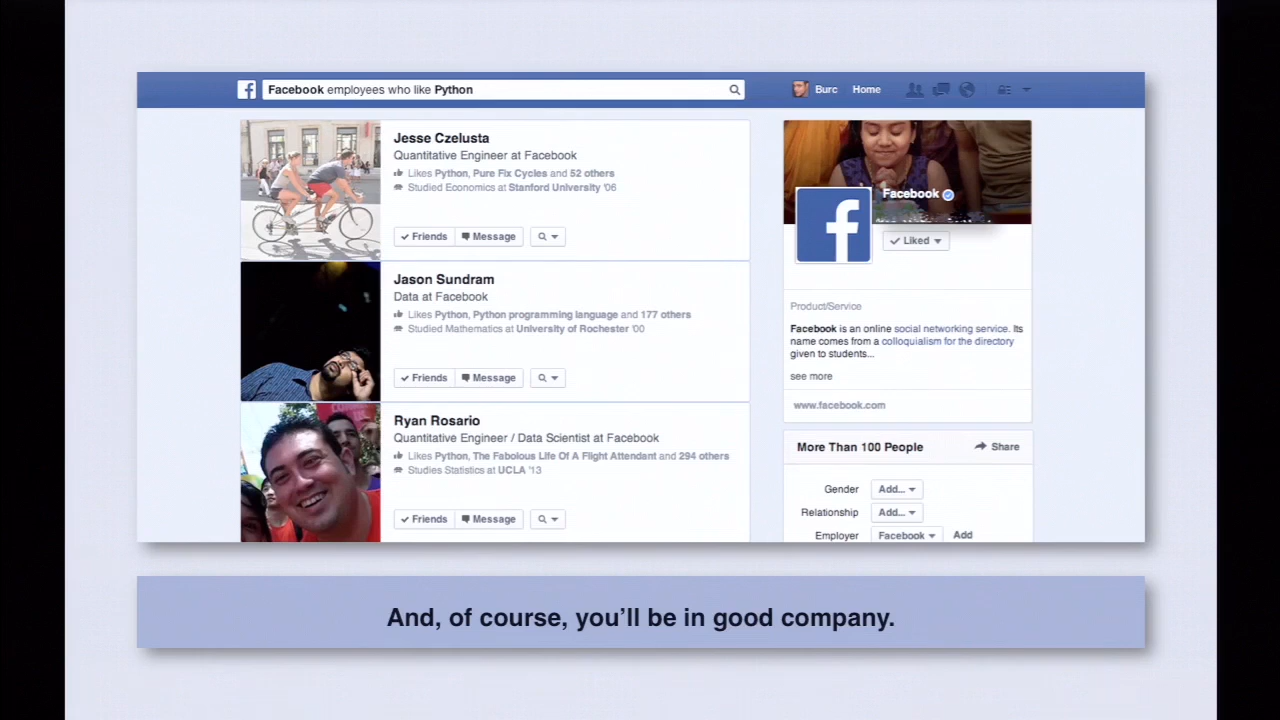 Facebook employees who like Python
Burc Home
Jesse Czelusta
Quantitative Engineer at Facebook
Likes Python, Pure Fix Cycles and 52 others
Studied Economics at Stanford University '06
Friends Message
Jason Sundram
Data at Facebook
Likes Python, Python programming language and 177 others
Studied Mathematics at University of Rochester '00
Friends Message
Ryan Rosario
Quantitative Engineer / Data Scientist at Facebook
Likes Python, The Fabolous Life Of A Flight Attendant and 294 others
Studies Statistics at UCLA '13
Friends Message
Facebook
Liked
Product/Service
Facebook is an online social networking service. Its
name comes from a colloquialism for the directory
given to students...
see more
www.facebook.com
More Than 100 People Share
Gender Add...
Relationship Add...
Employer Facebook Add
And, of course, you'll be in good company.